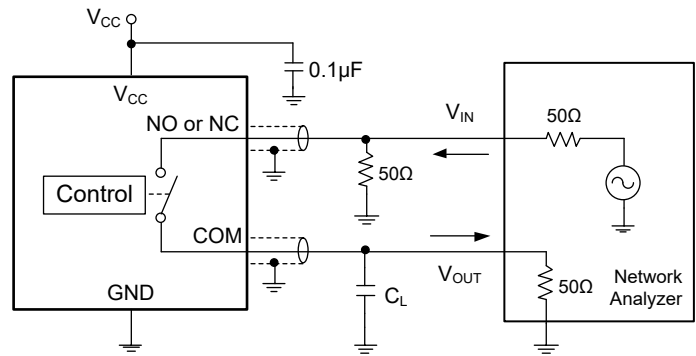 VCC
0.1µF
VCC
NO or NC
VIN
50Ω
50Ω
Control
COM
VOUT
CL
50Ω
Network
Analyzer
GND